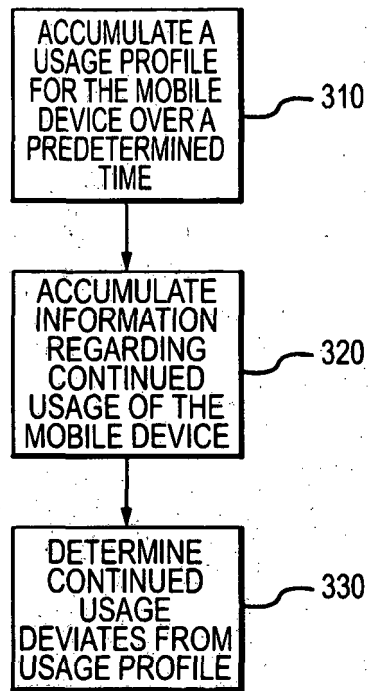 ACCUMULATE A
USAGE PROFILE
FOR THE MOBILE
DEVICE OVER A
PREDETERMINED
TIME
310
ACCUMULATE
INFORMATION
REGARDING
CONTINUED
USAGE OF THE
MOBILE DEVICE
320
DETERMINE
CONTINUED
USAGE
DEVIATES FROM
USAGE PROFILE
330